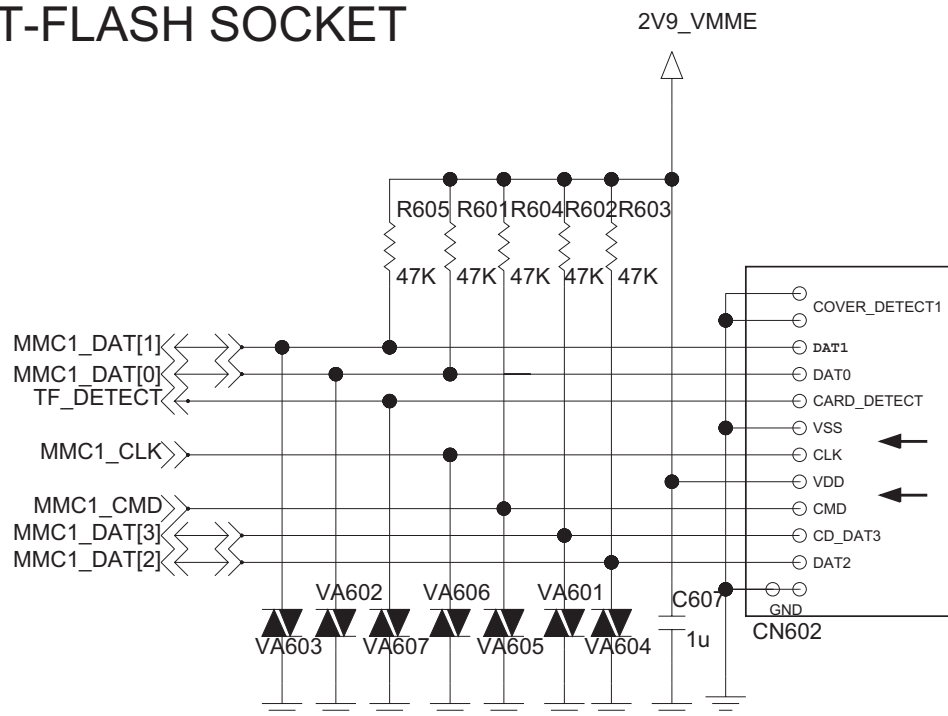 T-FLASH SOCKET
2V9_VMME
R605 R601 R604 R602 R603
47K 47K 47K 47K 47K
COVER_DETECT1
MMC1_DAT[1]
DAT1
MMC1_DAT[0]
DAT0
TF_DETECT
CARD_DETECT
VSS
MMC1_CLK
CLK
VDD
MMC1_CMD
CMD
MMC1_DAT[3]
CD_DAT3
MMC1_DAT[2]
DAT2
VA602 VA606 VA601 C607
GND
VA603 VA607 VA605 VA604 1u
CN602